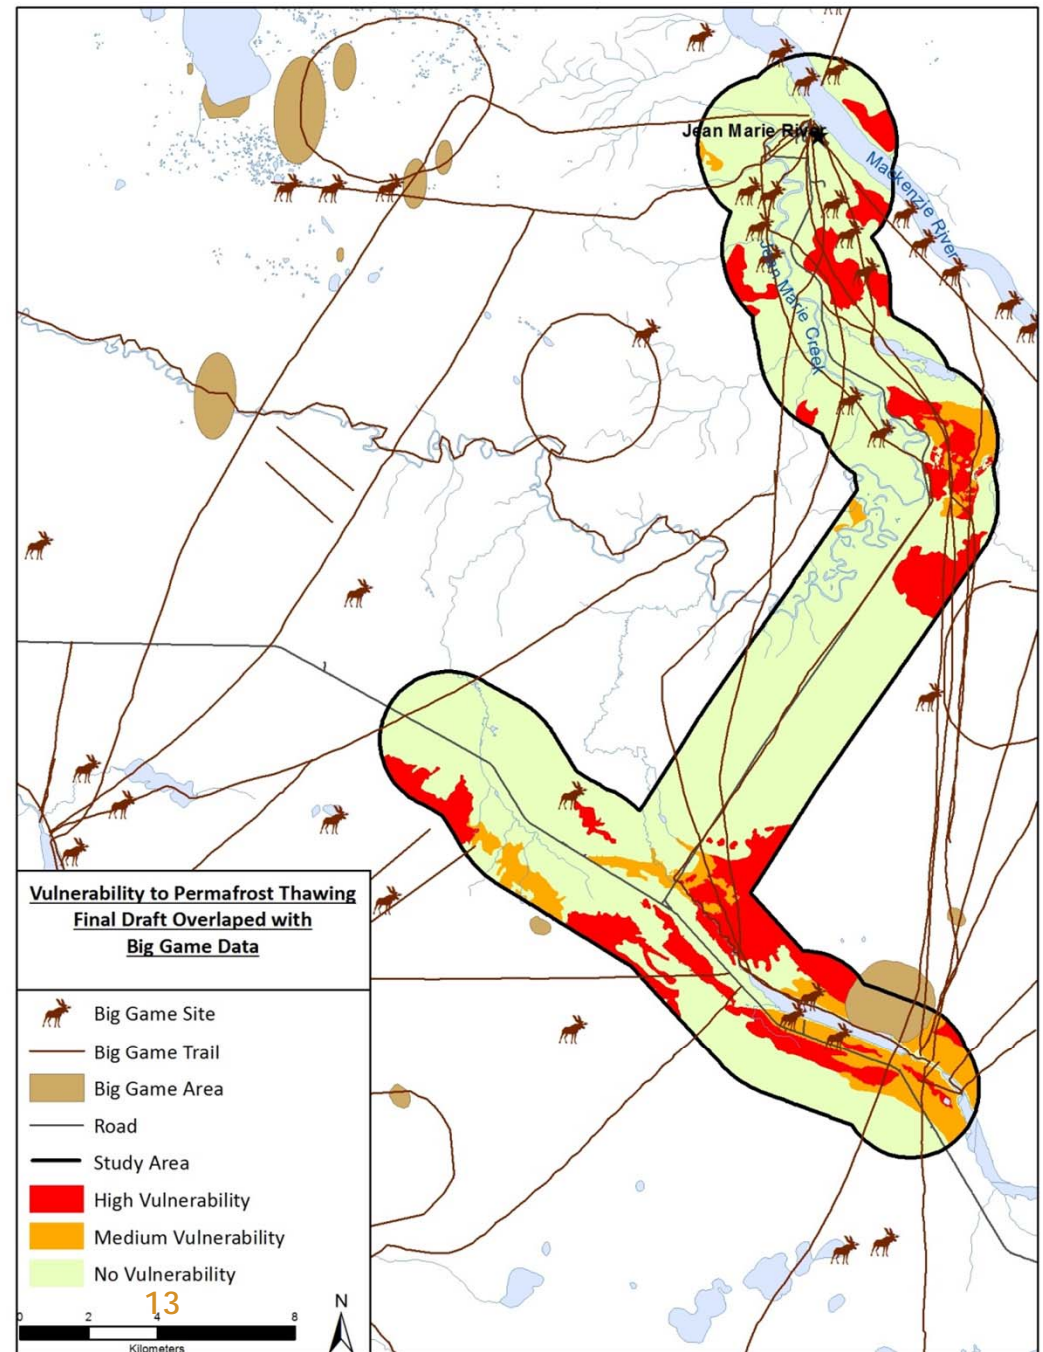 Jean Marie River
Mackenzie River
Jean Marie Creek
Vulnerability to Permafrost Thawing
Final Draft Overlaped with
Big Game Data
Big Game Site
Big Game Trail
Big Game Area
Road
Study Area
High Vulnerability
Medium Vulnerability
No Vulnerability
13
0 2 4 8
Kilometers
N